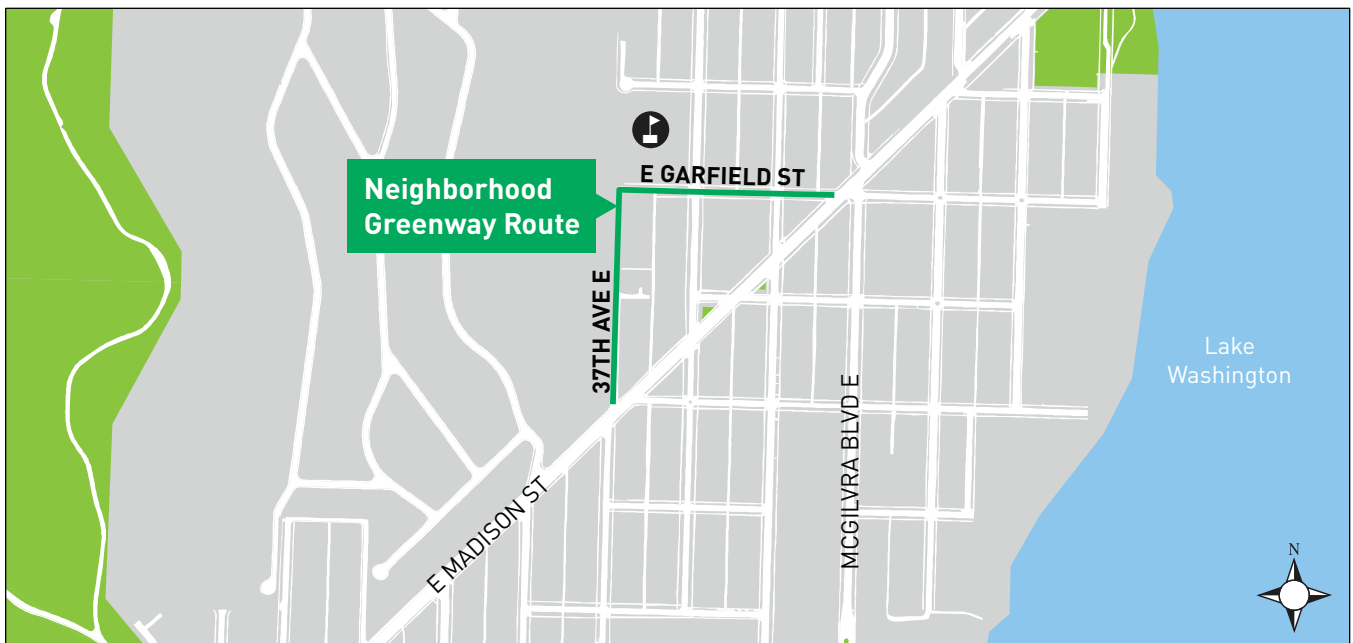 Neighborhood
Greenway Route
E GARFIELD ST
37TH AVE E
E MADISON ST
MCGILVRA BLVD E
Lake
Washington
N